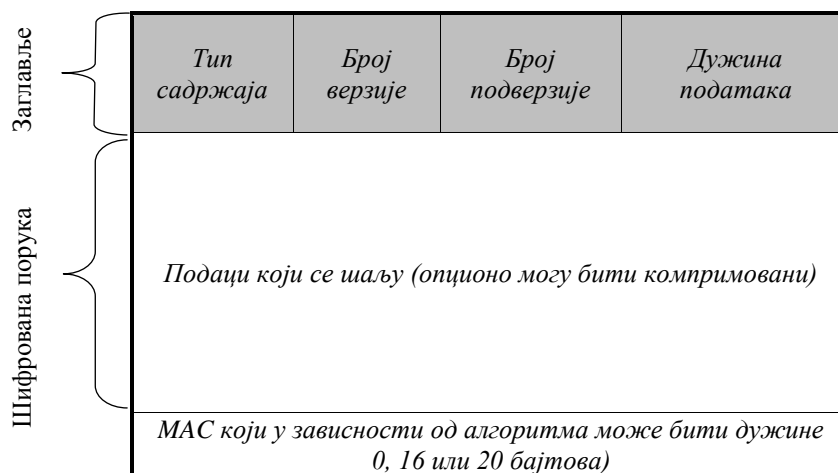 Заглавље
Тип
садржаја
Број
верзије
Број
подверзије
Дужина
података
Шифрована порука
Подаци који се шаљу (опционо могу бити компримовани)
MAC који у зависности од алгоритма може бити дужине
0, 16 или 20 бајтова)